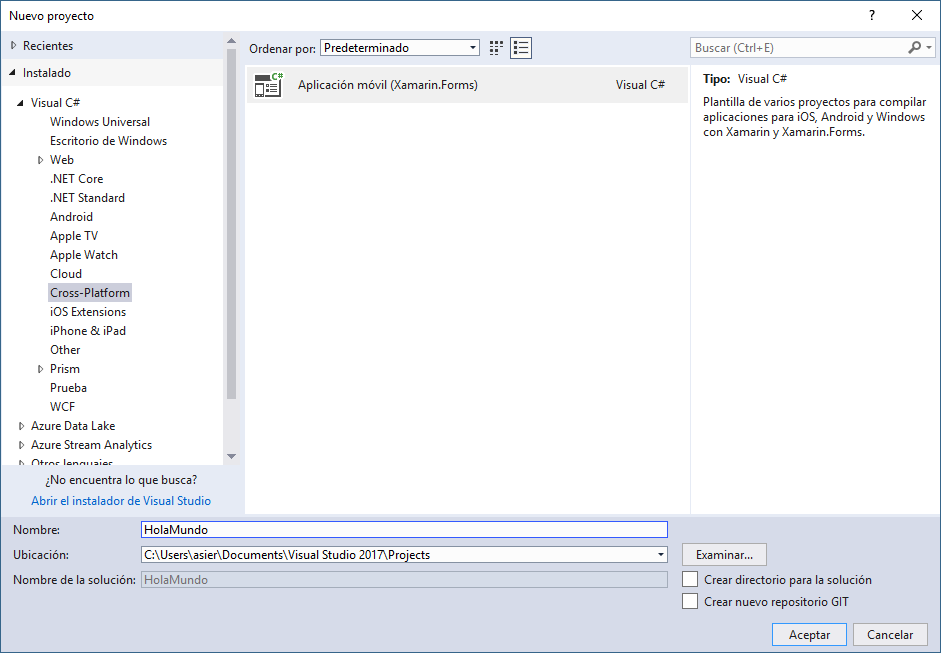 Nuevo proyecto
?
Recientes
Instalado
Visual C#
Windows Universal
Escritorio de Windows
Web
.NET Core
.NET Standard
Android
Apple TV
Apple Watch
Cloud
Cross-Platform
iOS Extensions
iPhone & iPad
Other
Prism
Prueba
WCF
Azure Data Lake
Azure Stream Analytics
Otros lenguajes
¿No encuentra lo que busca?
Abrir el instalador de Visual Studio
Ordenar por: Predeterminado
C# Aplicación móvil (Xamarin.Forms) Visual C#
Buscar (Ctrl+E)
Tipo: Visual C#
Plantilla de varios proyectos para compilar
aplicaciones para iOS, Android y Windows
con Xamarin y Xamarin.Forms.
Nombre: HolaMundo
Ubicación: C:\Users\asier\Documents\Visual Studio 2017\Projects Examinar...
Nombre de la solución: HolaMundo
Crear directorio para la solución
Crear nuevo repositorio GIT
Aceptar Cancelar